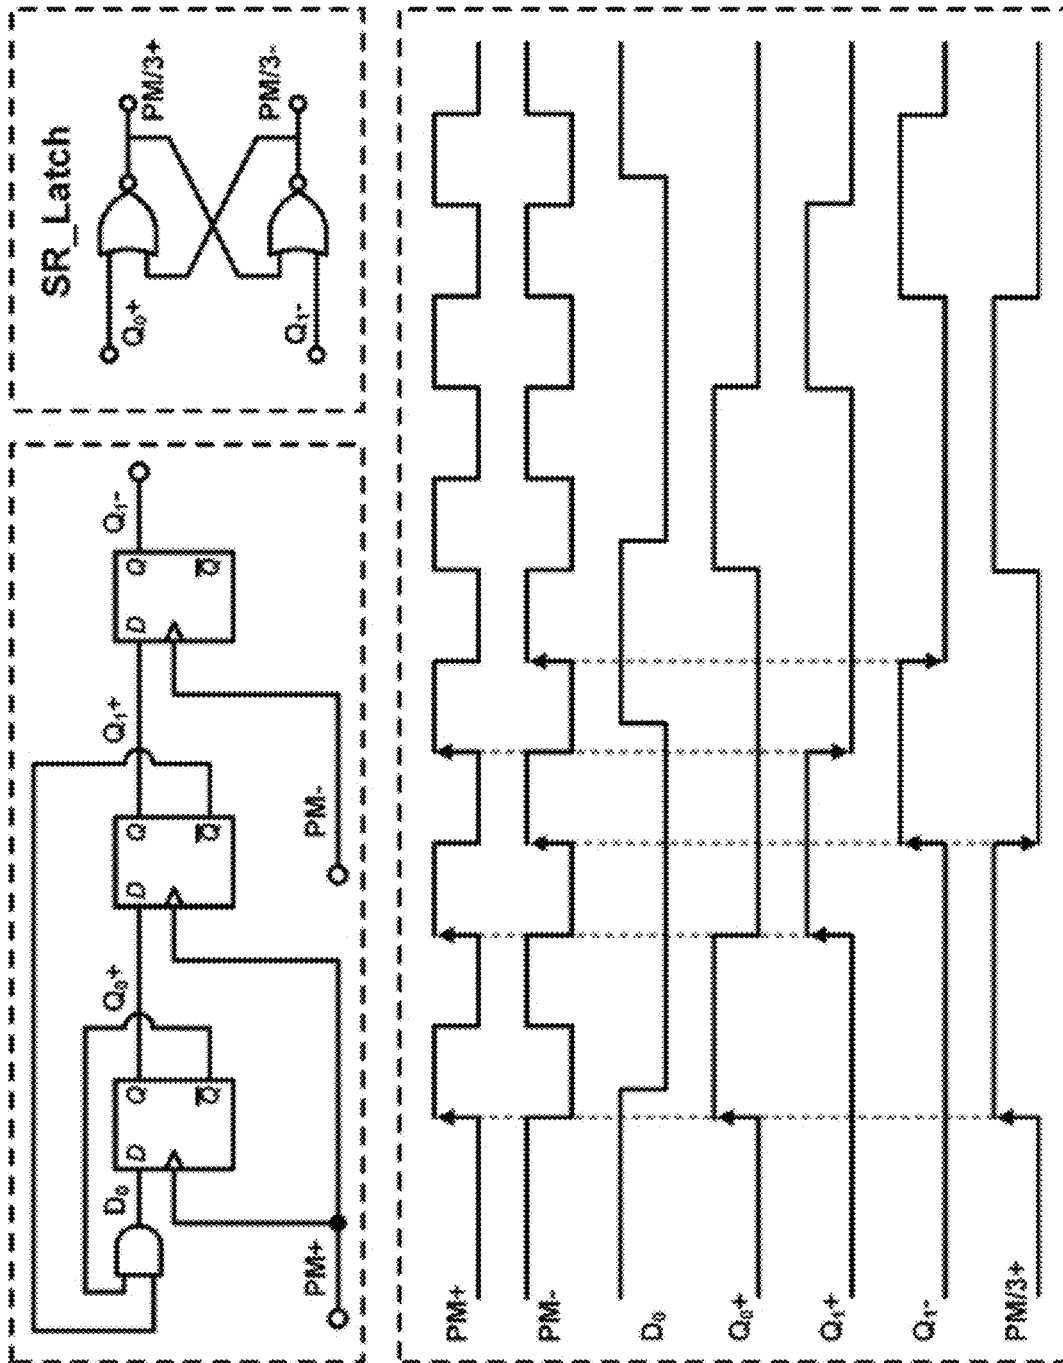 D₀
D
Q
Q̅
Q₀+
D
Q
Q̅
Q₁+
D
Q
Q̅
Q₁-
PM+
PM-
SR_Latch
Q₀+
Q₁-
PM/3+
PM/3-
PM+
PM-
D₀
Q₀+
Q₁+
Q₁-
PM/3+